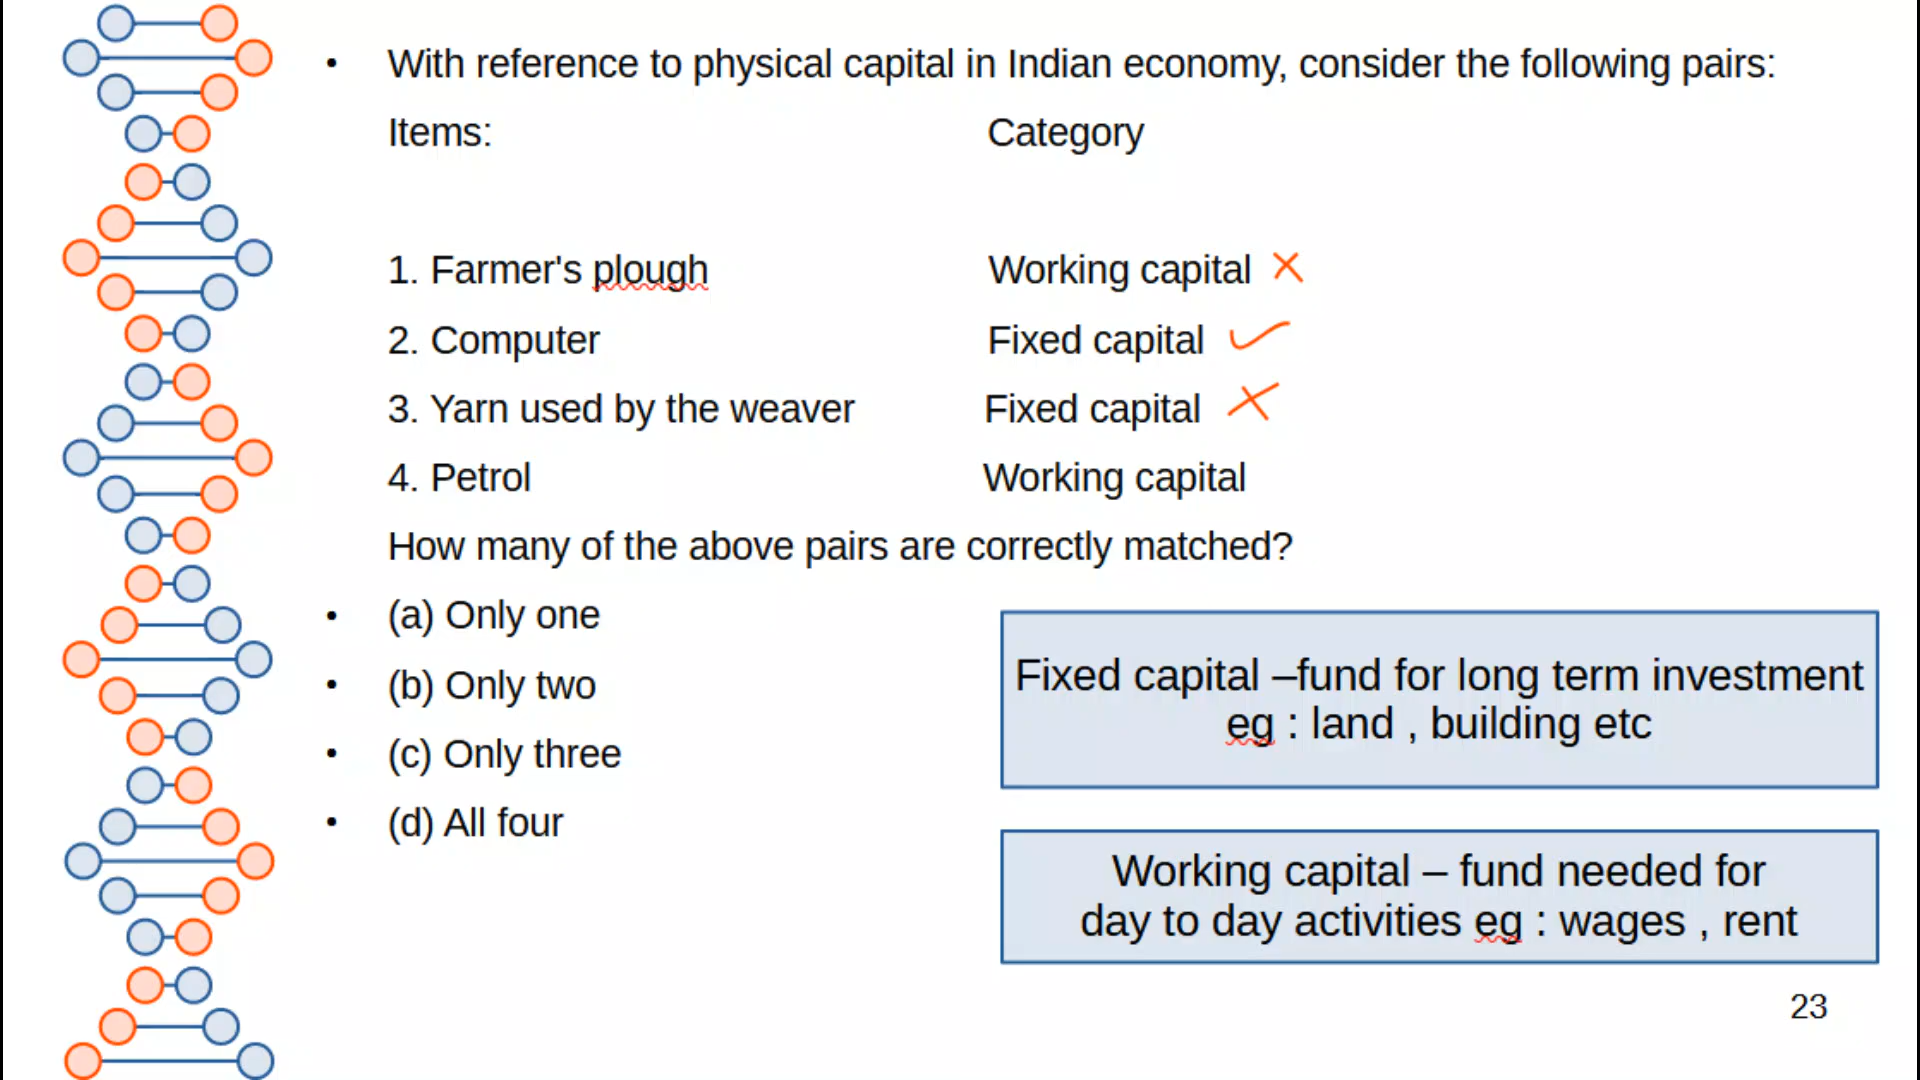 • With reference to physical capital in Indian economy, consider the following pairs:
Items: Category
1. Farmer's plough Working capital
2. Computer Fixed capital
3. Yarn used by the weaver Fixed capital
4. Petrol Working capital
How many of the above pairs are correctly matched?
• (a) Only one
• (b) Only two
• (c) Only three
• (d) All four
Fixed capital –fund for long term investment
eg : land , building etc
Working capital – fund needed for
day to day activities eg : wages , rent
23